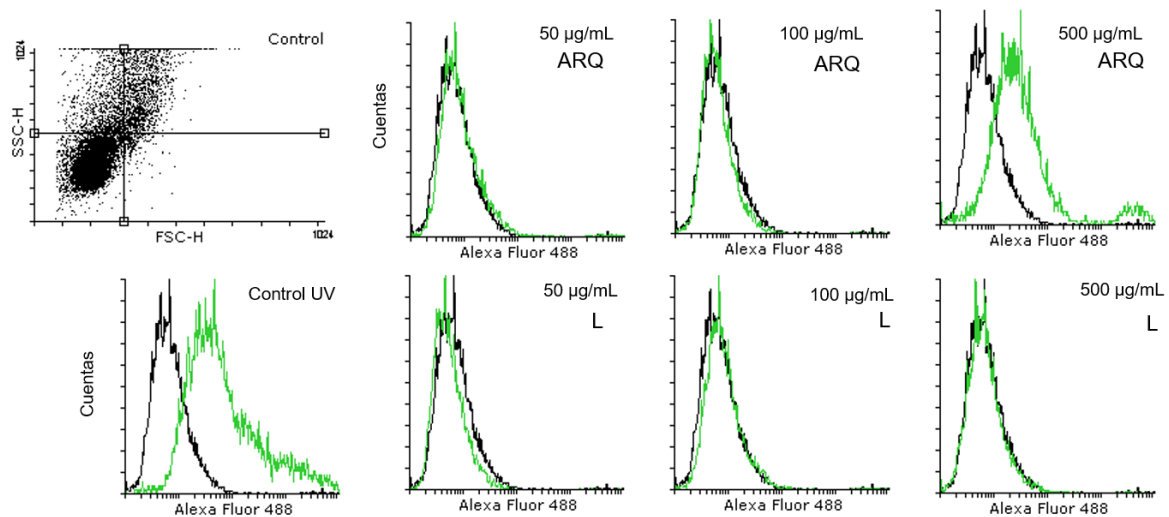 Control
1024
SSC-H
FSC-H
1024
50 µg/mL
ARQ
Cuentas
Alexa Fluor 488
100 µg/mL
ARQ
Alexa Fluor 488
500 µg/mL
ARQ
Alexa Fluor 488
Control UV
Cuentas
Alexa Fluor 488
50 µg/mL
L
Alexa Fluor 488
100 µg/mL
L
Alexa Fluor 488
500 µg/mL
L
Alexa Fluor 488